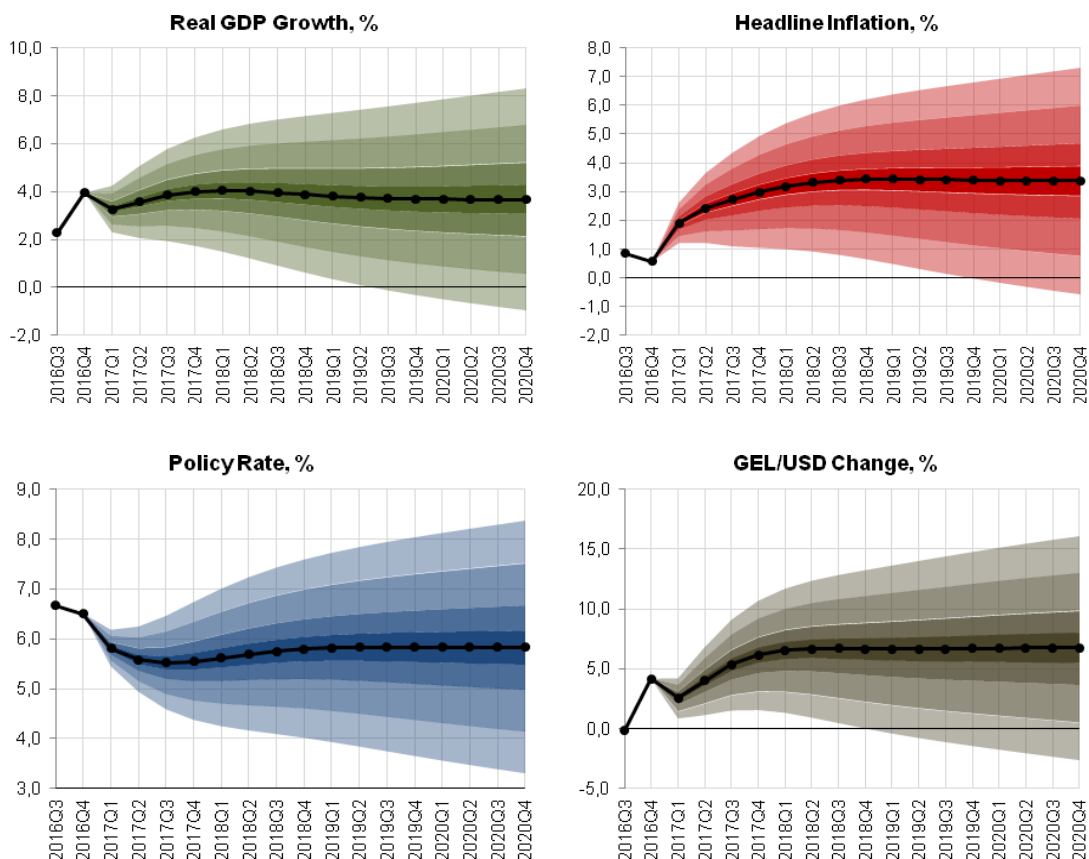 Real GDP Growth, %
10,0
8,0
6,0
4,0
2,0
0,0
-2,0
2016Q3
2016Q4
2017Q1
2017Q2
2017Q3
2017Q4
2018Q1
2018Q2
2018Q3
2018Q4
2019Q1
2019Q2
2019Q3
2019Q4
2020Q1
2020Q2
2020Q3
2020Q4
Headline Inflation, %
8,0
7,0
6,0
5,0
4,0
3,0
2,0
1,0
0,0
-1,0
-2,0
2016Q3
2016Q4
2017Q1
2017Q2
2017Q3
2017Q4
2018Q1
2018Q2
2018Q3
2018Q4
2019Q1
2019Q2
2019Q3
2019Q4
2020Q1
2020Q2
2020Q3
2020Q4
Policy Rate, %
9,0
8,0
7,0
6,0
5,0
4,0
3,0
2016Q3
2016Q4
2017Q1
2017Q2
2017Q3
2017Q4
2018Q1
2018Q2
2018Q3
2018Q4
2019Q1
2019Q2
2019Q3
2019Q4
2020Q1
2020Q2
2020Q3
2020Q4
GEL/USD Change, %
20,0
15,0
10,0
5,0
0,0
-5,0
2016Q3
2016Q4
2017Q1
2017Q2
2017Q3
2017Q4
2018Q1
2018Q2
2018Q3
2018Q4
2019Q1
2019Q2
2019Q3
2019Q4
2020Q1
2020Q2
2020Q3
2020Q4